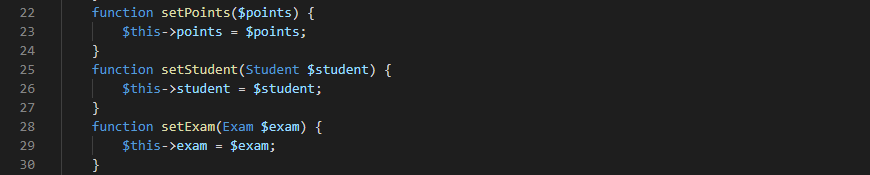 22 function setPoints($points) {
23 $this->points = $points;
24 }
25 function setStudent(Student $student) {
26 $this->student = $student;
27 }
28 function setExam(Exam $exam) {
29 $this->exam = $exam;
30 }